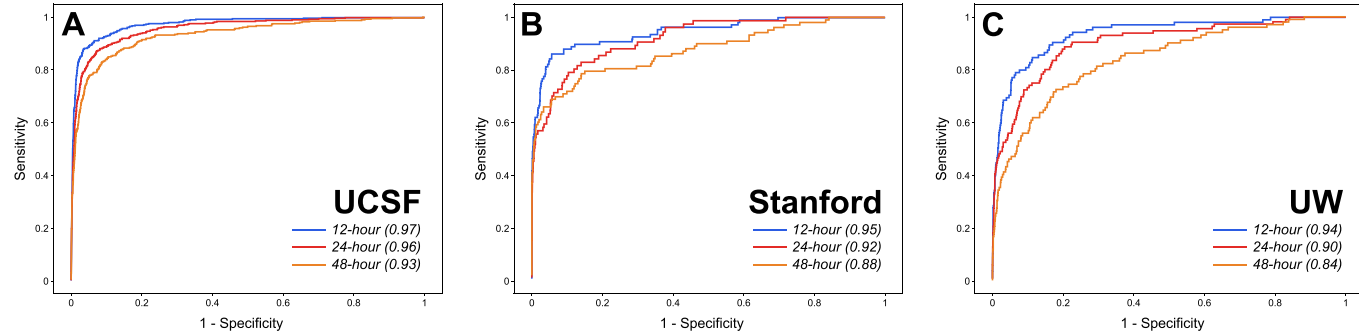 A
1
0.8
0.6
0.4
0.2
0
Sensitivity
UCSF
12-hour (0.97)
24-hour (0.96)
48-hour (0.93)
0 0.2 0.4 0.6 0.8 1
1 - Specificity
B
1
0.8
0.6
0.4
0.2
0
Sensitivity
Stanford
12-hour (0.95)
24-hour (0.92)
48-hour (0.88)
0 0.2 0.4 0.6 0.8 1
1 - Specificity
C
1
0.8
0.6
0.4
0.2
0
Sensitivity
UW
12-hour (0.94)
24-hour (0.90)
48-hour (0.84)
0 0.2 0.4 0.6 0.8 1
1 - Specificity